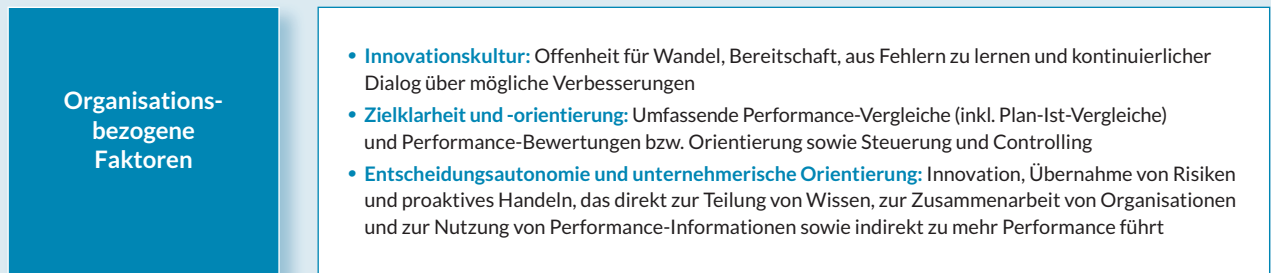 Organisations-
bezogene
Faktoren
• Innovationskultur: Offenheit für Wandel, Bereitschaft, aus Fehlern zu lernen und kontinuierlicher
Dialog über mögliche Verbesserungen
• Zielklarheit und -orientierung: Umfassende Performance-Vergleiche (inkl. Plan-Ist-Vergleiche)
und Performance-Bewertungen bzw. Orientierung sowie Steuerung und Controlling
• Entscheidungsautonomie und unternehmerische Orientierung: Innovation, Übernahme von Risiken
und proaktives Handeln, das direkt zur Teilung von Wissen, zur Zusammenarbeit von Organisationen
und zur Nutzung von Performance-Informationen sowie indirekt zu mehr Performance führt